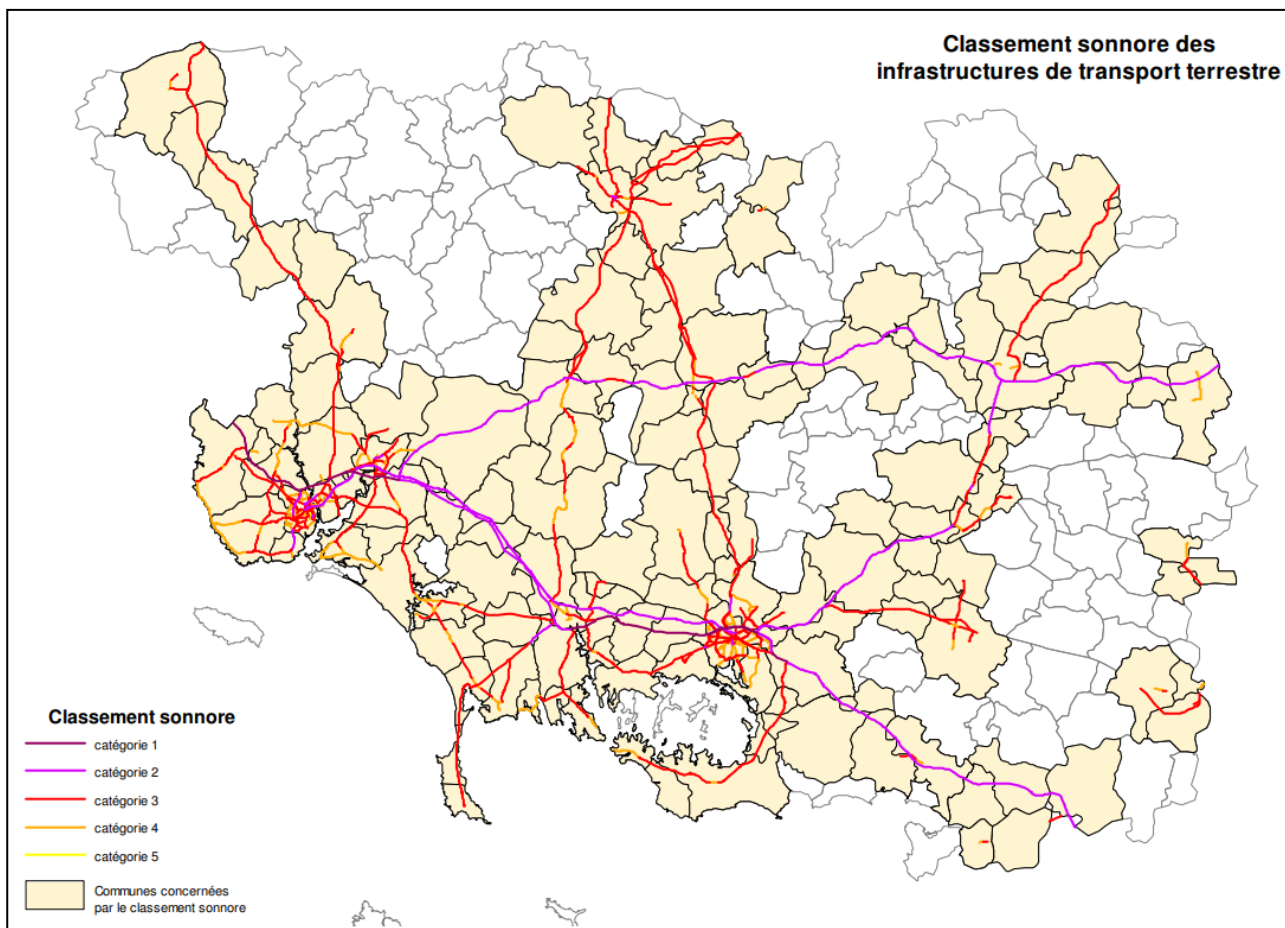 Classement sonnore des
infrastructures de transport terrestre
Classement sonnore
catégorie 1
catégorie 2
catégorie 3
catégorie 4
catégorie 5
Communes concernées
par le classement sonnore